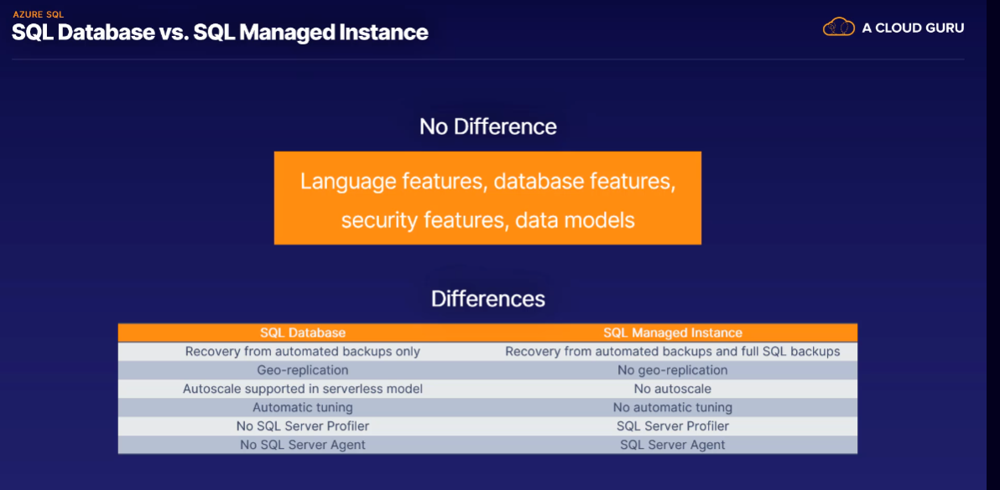 AZURE SQL
SQL Database vs. SQL Managed Instance
A CLOUD GURU
No Difference
Language features, database features,
security features, data models
Differences
SQL Database SQL Managed Instance
Recovery from automated backups only Recovery from automated backups and full SQL backups
Geo-replication No geo-replication
Autoscale supported in serverless model No autoscale
Automatic tuning No automatic tuning
No SQL Server Profiler SQL Server Profiler
No SQL Server Agent SQL Server Agent